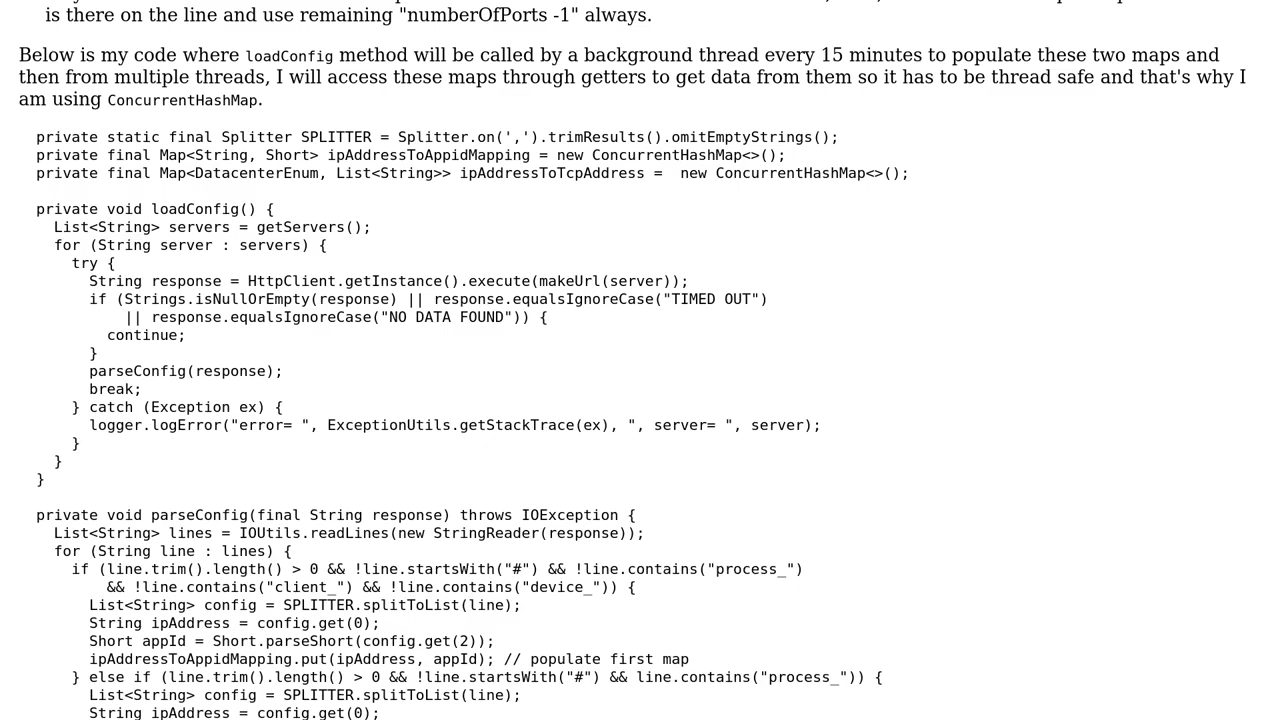 is there on the line and use remaining "numberOfPorts -1" always.
Below is my code where loadConfig method will be called by a background thread every 15 minutes to populate these two maps and
then from multiple threads, I will access these maps through getters to get data from them so it has to be thread safe and that's why I
am using ConcurrentHashMap.
private static final Splitter SPLITTER = Splitter.on(',').trimResults().omitEmptyStrings();
private final Map<String, Short> ipAddressToAppidMapping = new ConcurrentHashMap<>();
private final Map<DatacenterEnum, List<String>> ipAddressToTcpAddress =  new ConcurrentHashMap<>();
private void loadConfig() {
List<String> servers = getServers();
for (String server : servers) {
try {
String response = HttpClient.getInstance().execute(makeUrl(server));
if (Strings.isNullOrEmpty(response) || response.equalsIgnoreCase("TIMED OUT")
|| response.equalsIgnoreCase("NO DATA FOUND")) {
continue;
}
parseConfig(response);
break;
} catch (Exception ex) {
logger.logError("error= ", ExceptionUtils.getStackTrace(ex), ", server= ", server);
}
}
}
private void parseConfig(final String response) throws IOException {
List<String> lines = IOUtils.readLines(new StringReader(response));
for (String line : lines) {
if (line.trim().length() > 0 && !line.startsWith("#") && !line.contains("process_")
&& !line.contains("client_") && !line.contains("device_")) {
List<String> config = SPLITTER.splitToList(line);
String ipAddress = config.get(0);
Short appId = Short.parseShort(config.get(2));
ipAddressToAppidMapping.put(ipAddress, appId); // populate first map
} else if (line.trim().length() > 0 && !line.startsWith("#") && line.contains("process_")) {
List<String> config = SPLITTER.splitToList(line);
String ipAddress = config.get(0);